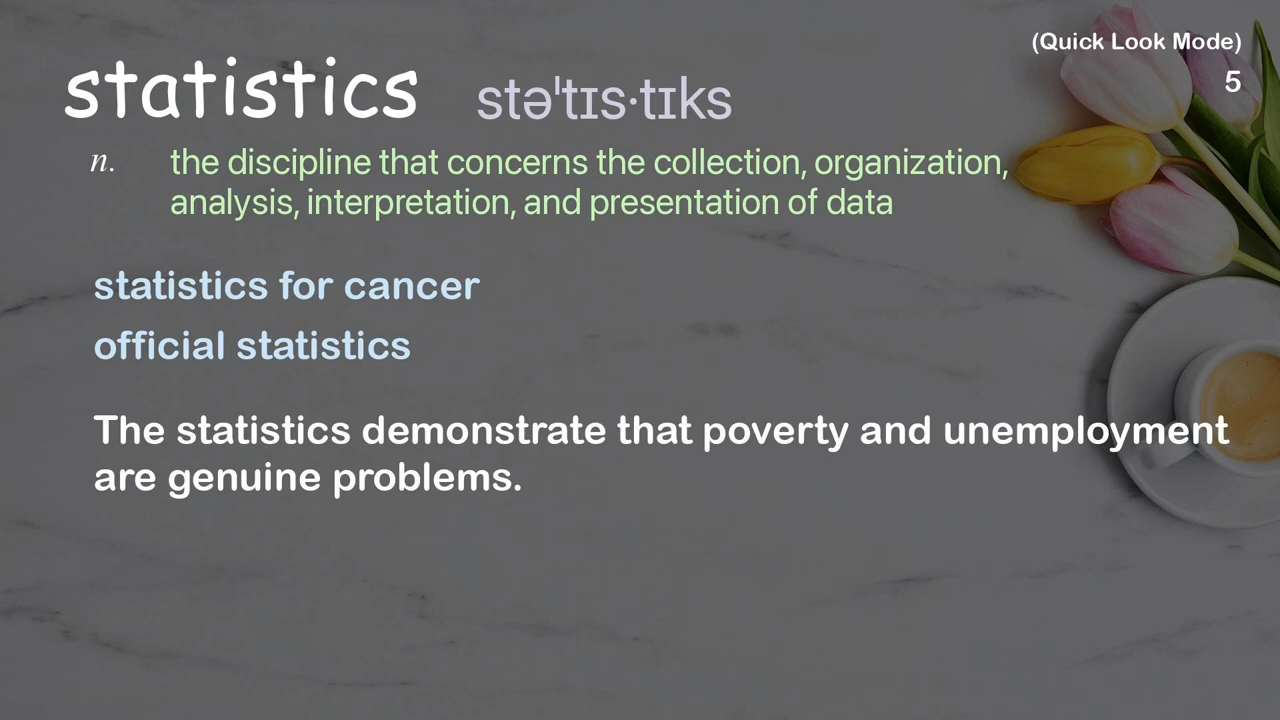 (Quick Look Mode)
5
statistics stəˈtɪs·tɪks
n. the discipline that concerns the collection, organization,
analysis, interpretation, and presentation of data
statistics for cancer
official statistics
The statistics demonstrate that poverty and unemployment
are genuine problems.